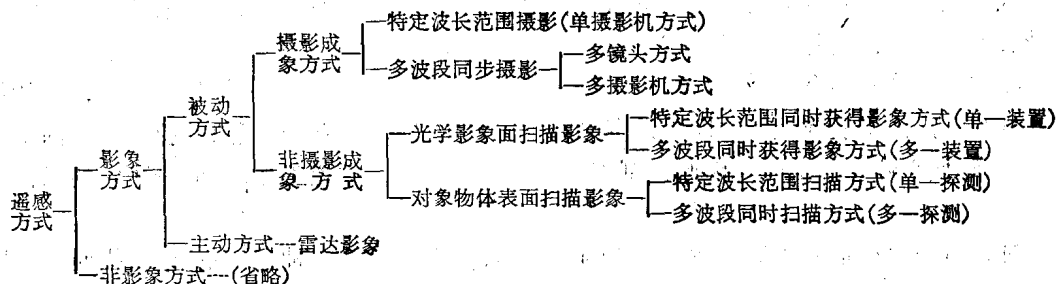 特定波长范围摄影(单摄影机方式)
摄影成
象方式
多镜头方式
多波段同步摄影
多摄影机方式
被动
方式
特定波长范围同时获得影象方式(单一装置)
光学影象面扫描影象
多波段同时获得影象方式(多一装置)
影象
方式
非摄影成
象方式
特定波长范围扫描方式(单一探测)
对象物体表面扫描影象
多波段同时扫描方式(多一探测)
遥感
方式
主动方式
雷达影象
非影象方式
(省略)